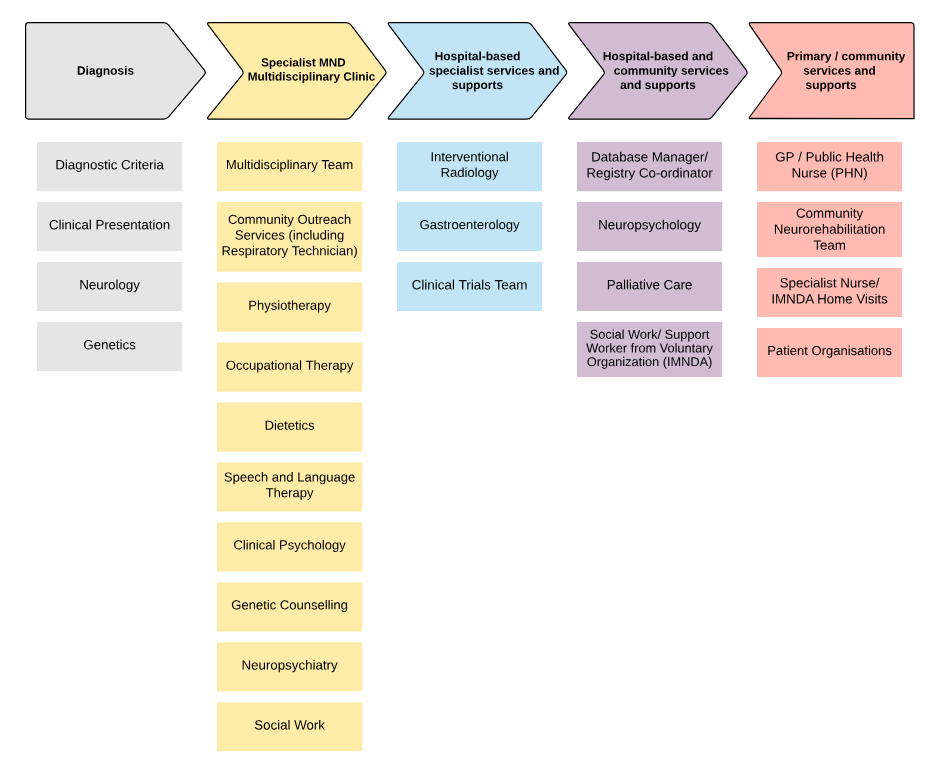 Diagnosis
Specialist MND
Multidisciplinary Clinic
Hospital-based
specialist services and
supports
Hospital-based and
community services
and supports
Primary / community
services and
supports
Diagnostic Criteria
Clinical Presentation
Neurology
Genetics
Multidisciplinary Team
Community Outreach
Services (including
Respiratory Technician)
Physiotherapy
Occupational Therapy
Dietetics
Speech and Language
Therapy
Clinical Psychology
Genetic Counselling
Neuropsychiatry
Social Work
Interventional
Radiology
Gastroenterology
Clinical Trials Team
Database Manager/
Registry Co-ordinator
Neuropsychology
Palliative Care
Social Work/ Support
Worker from Voluntary
Organization (IMNDA)
GP / Public Health
Nurse (PHN)
Community
Neurorehabilitation
Team
Specialist Nurse/
IMNDA Home Visits
Patient Organisations